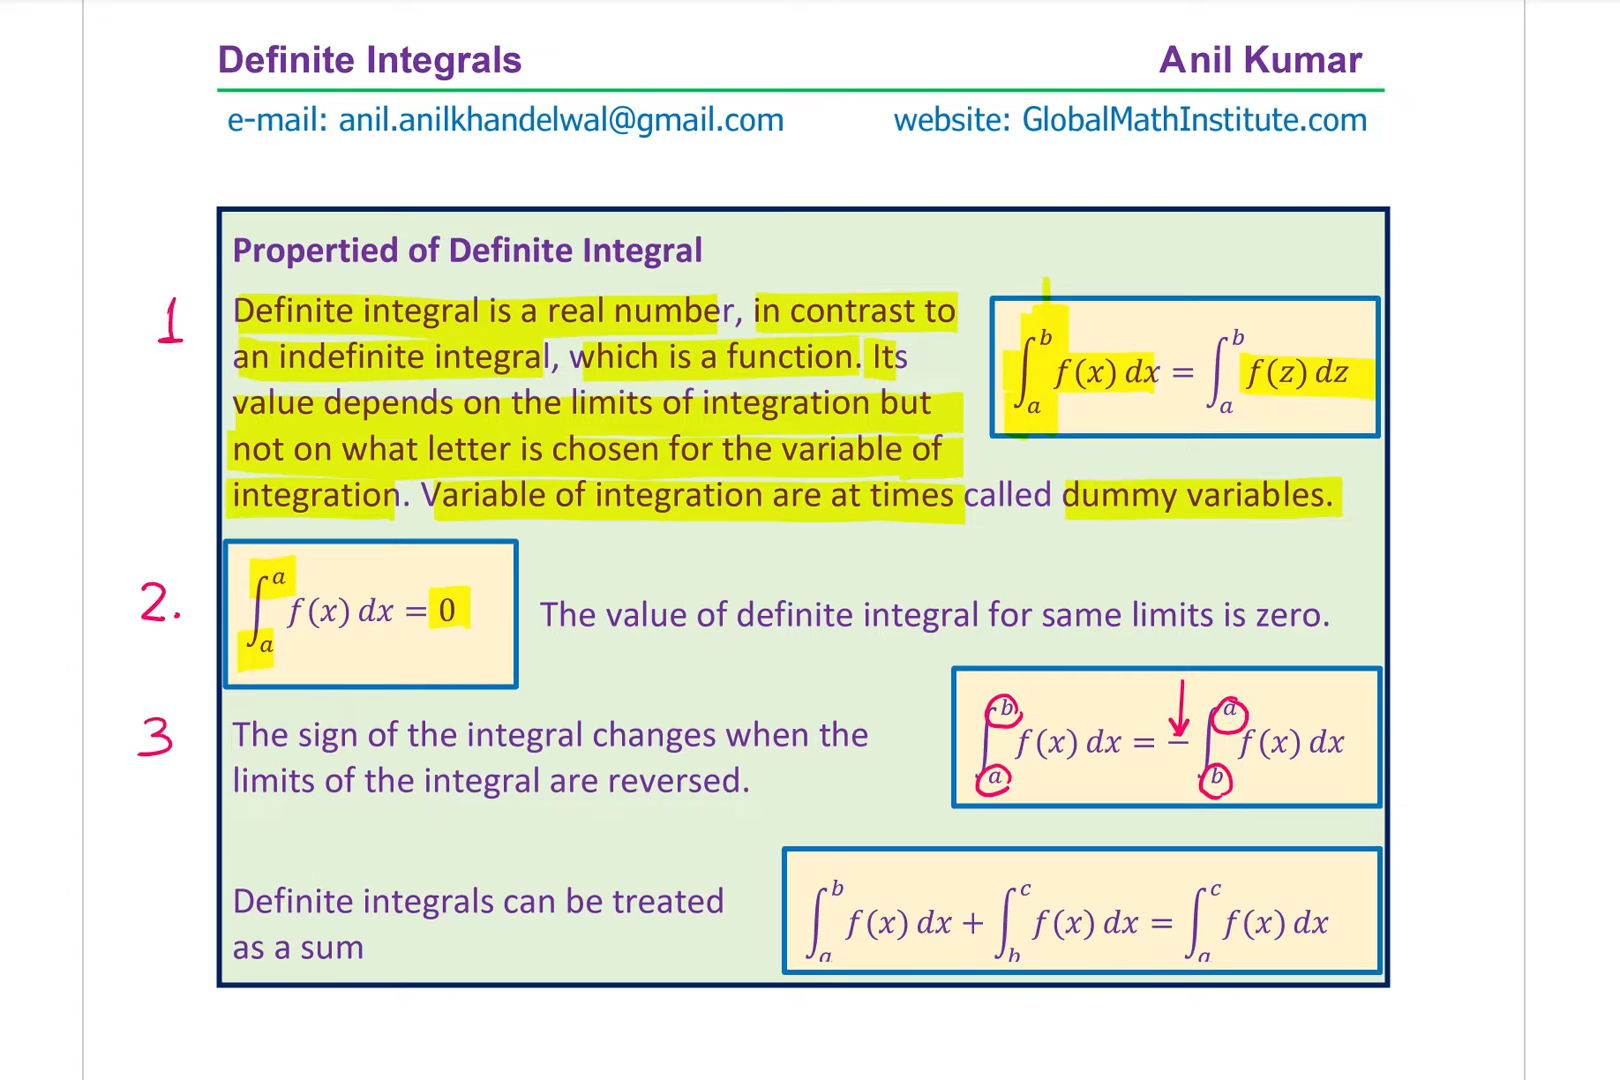 Definite Integrals Anil Kumar
e-mail: anil.anilkhandelwal@gmail.com website: GlobalMathInstitute.com
Propertied of Definite Integral
1 Definite integral is a real number, in contrast to
an indefinite integral, which is a function. Its
value depends on the limits of integration but
not on what letter is chosen for the variable of
integration. Variable of integration are at times called dummy variables.
∫_a^b f(x) dx = ∫_a^b f(z) dz
2. ∫_a^a f(x) dx = 0 The value of definite integral for same limits is zero.
3 The sign of the integral changes when the
limits of the integral are reversed.
∫_a^b f(x) dx = − ∫_b^a f(x) dx
Definite integrals can be treated
as a sum
∫_a^b f(x) dx + ∫_b^c f(x) dx = ∫_a^c f(x) dx